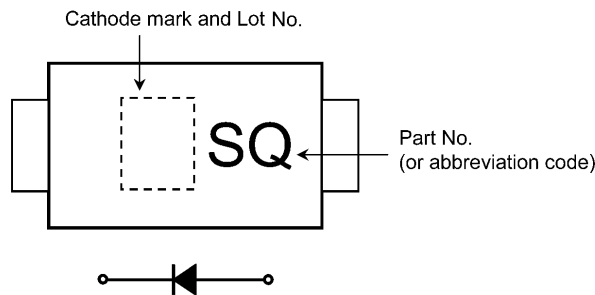 Cathode mark and Lot No.
SQ
Part No.
(or abbreviation code)